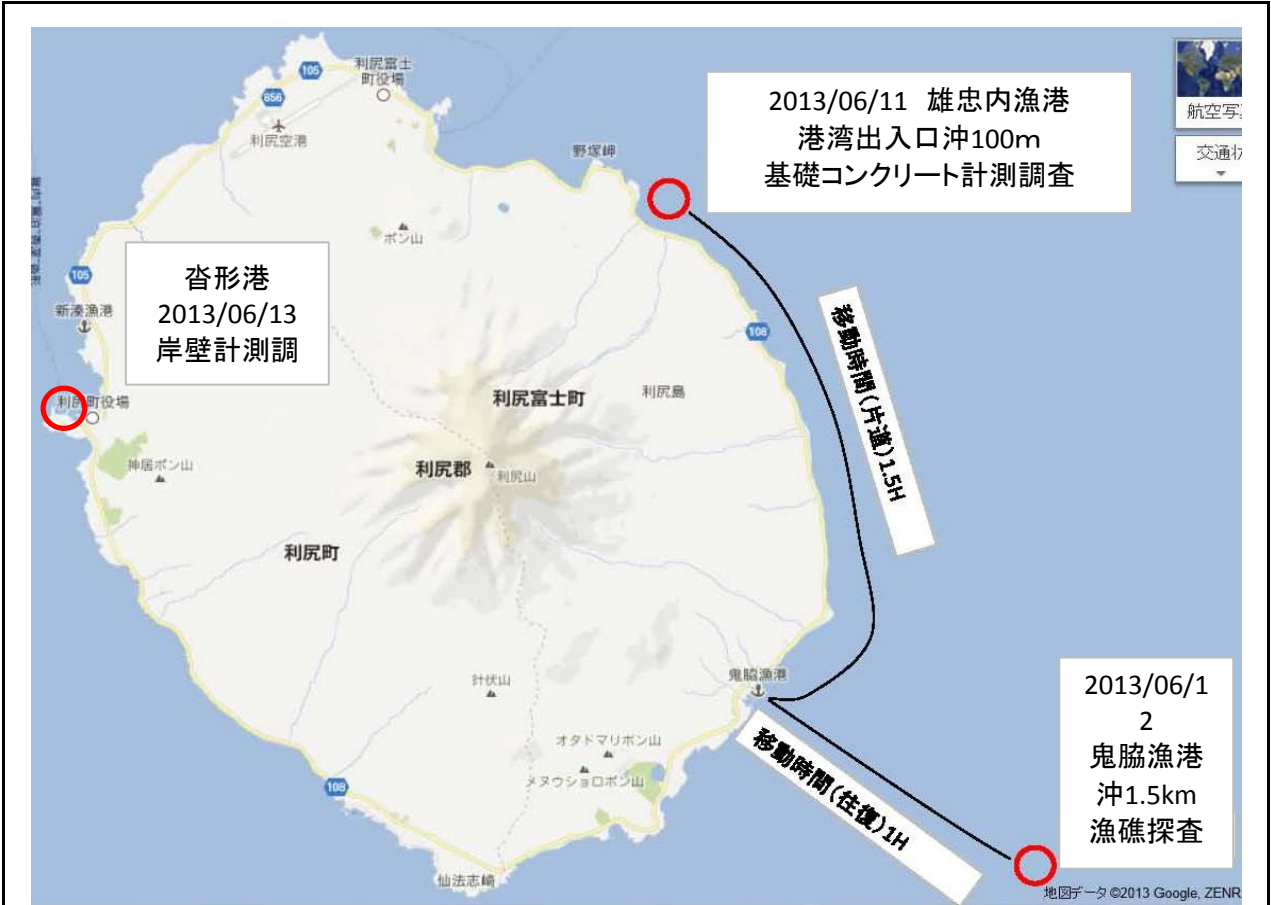 105
利尻富士
町役場
856
利尻空港
野塚岬
ポン山
2013/06/11 雄忠内漁港
港湾出入口沖100m
基礎コンクリート計測調査
航空写
交通
沓形港
2013/06/13
岸壁計測調
105
新湊漁港
利尻町役場
神居ポン山
利尻富士町
利尻島
108
利尻郡
利尻山
利尻町
移動時間(片道)1.5H
鬼脇漁港
針伏山
オタドマリポン山
メヌウショロポン山
108
仙法志崎
移動時間(往復)1H
2013/06/1
2
鬼脇漁港
沖1.5km
漁礁探査
地図データ ©2013 Google, ZENR